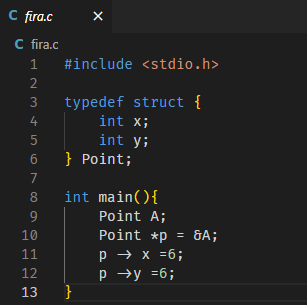 C fira.c ×
C fira.c
1 #include <stdio.h>
2
3 typedef struct {
4     int x;
5     int y;
6 } Point;
7
8 int main(){
9     Point A;
10     Point *p = &A;
11     p -> x =6;
12     p ->y =6;
13 }